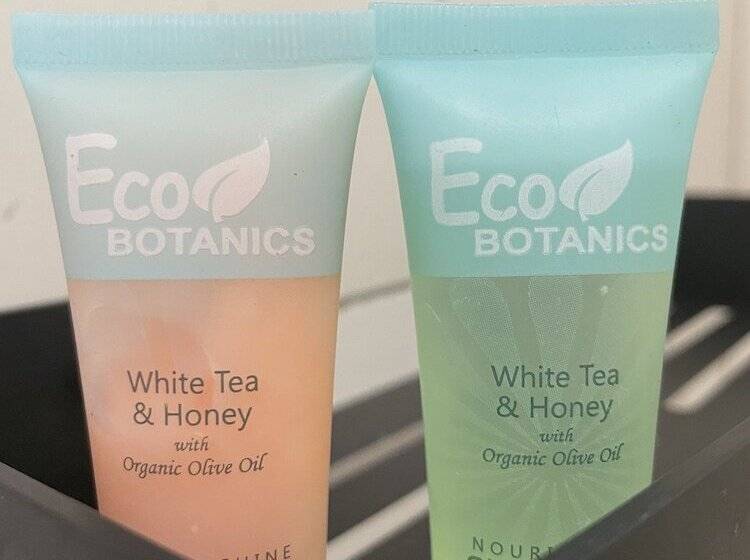 Eco
BOTANICS
White Tea
& Honey
with
Organic Olive Oil
Eco
BOTANICS
White Tea
& Honey
with
Organic Olive Oil